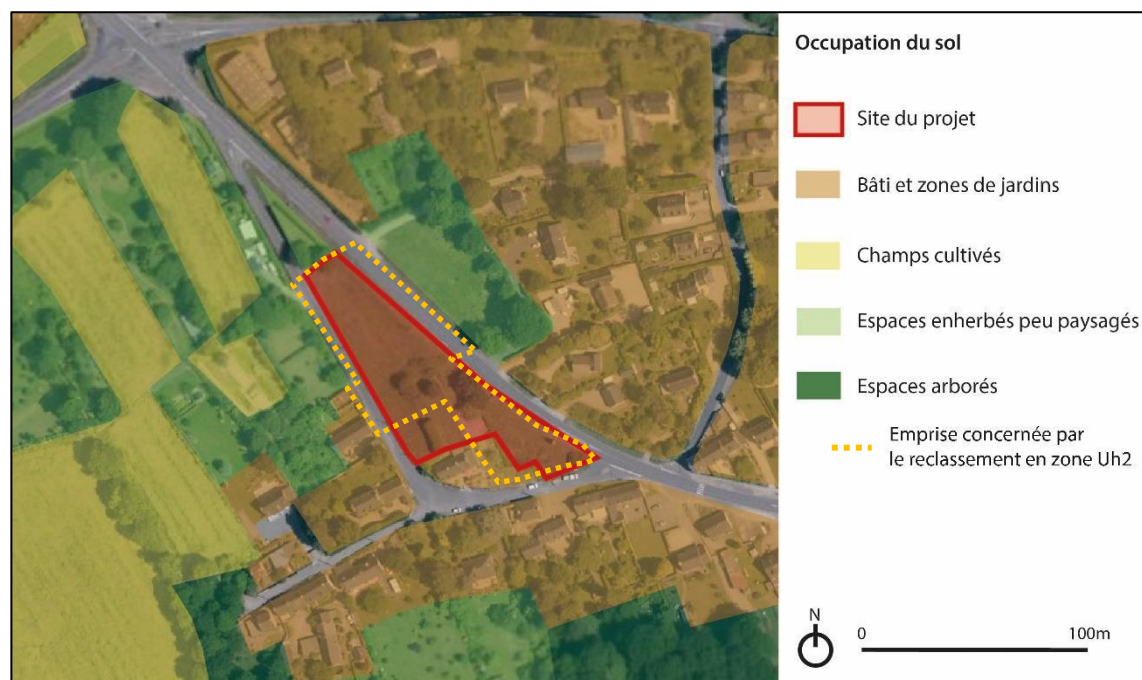 Occupation du sol
Site du projet
Bâti et zones de jardins
Champs cultivés
Espaces enherbés peu paysagés
Espaces arborés
Emprise concernée par
le reclassement en zone Uh2
N
0 100m